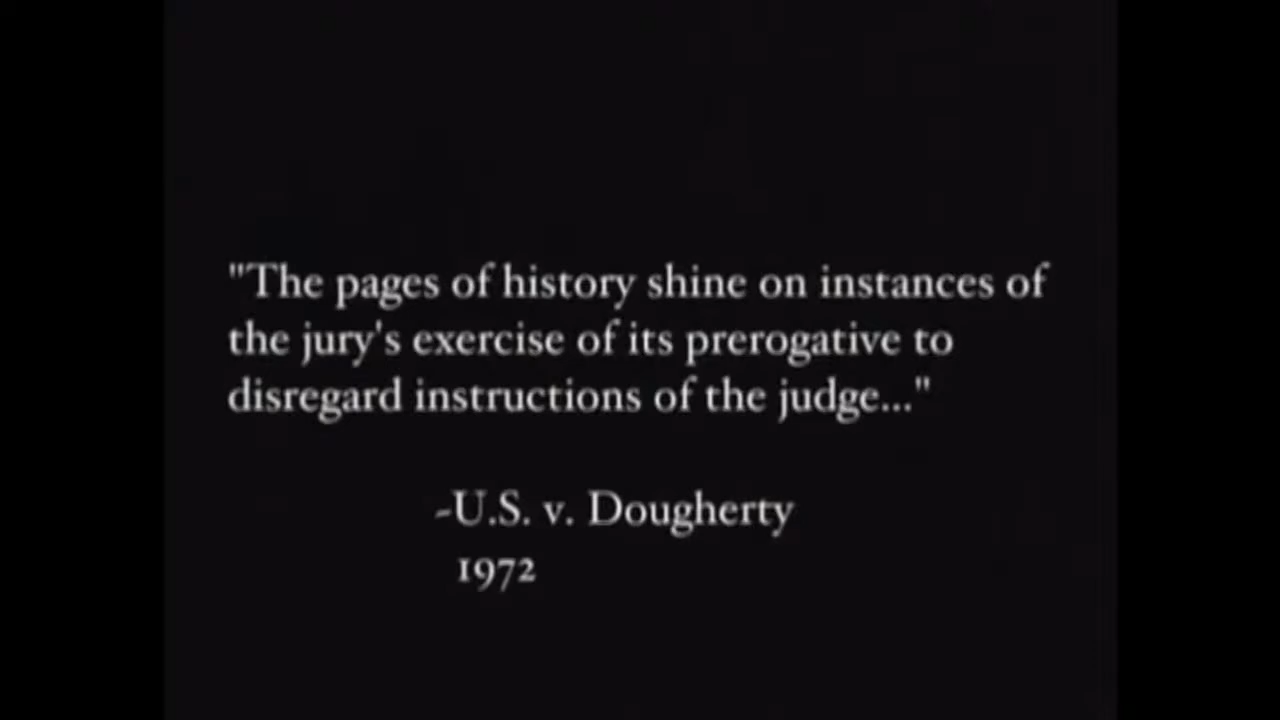 "The pages of history shine on instances of
the jury's exercise of its prerogative to
disregard instructions of the judge..."
-U.S. v. Dougherty
1972